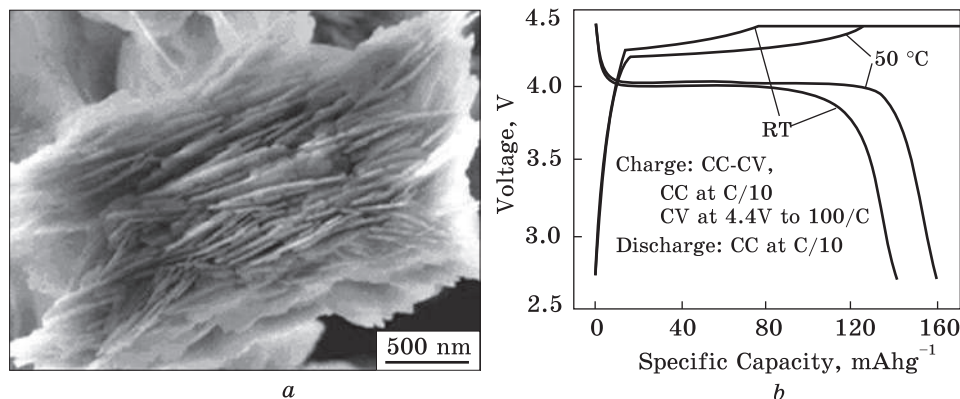 500 nm
a
4.5
4.0
3.5
3.0
2.5
Voltage, V
50 °C
RT
Charge: CC-CV,
CC at C/10
CV at 4.4V to 100/C
Discharge: CC at C/10
0 40 80 120 160
Specific Capacity, mAhg⁻¹
b